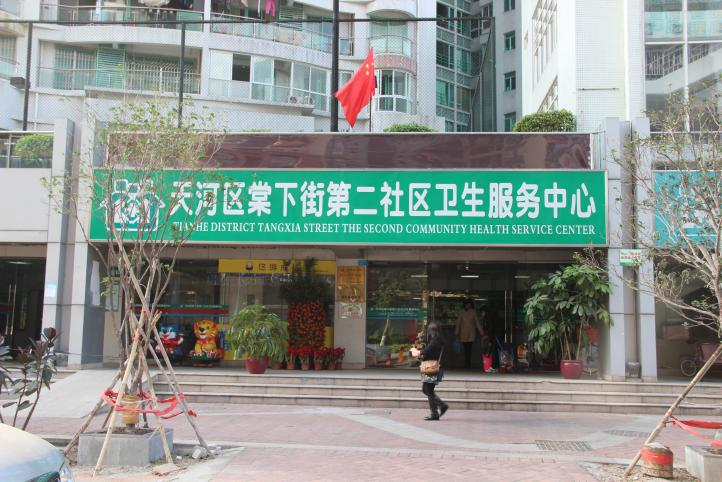 天河区棠下街第二社区卫生服务中心
TIANHE DISTRICT TANGXIA STREET THE SECOND COMMUNITY HEALTH SERVICE CENTER